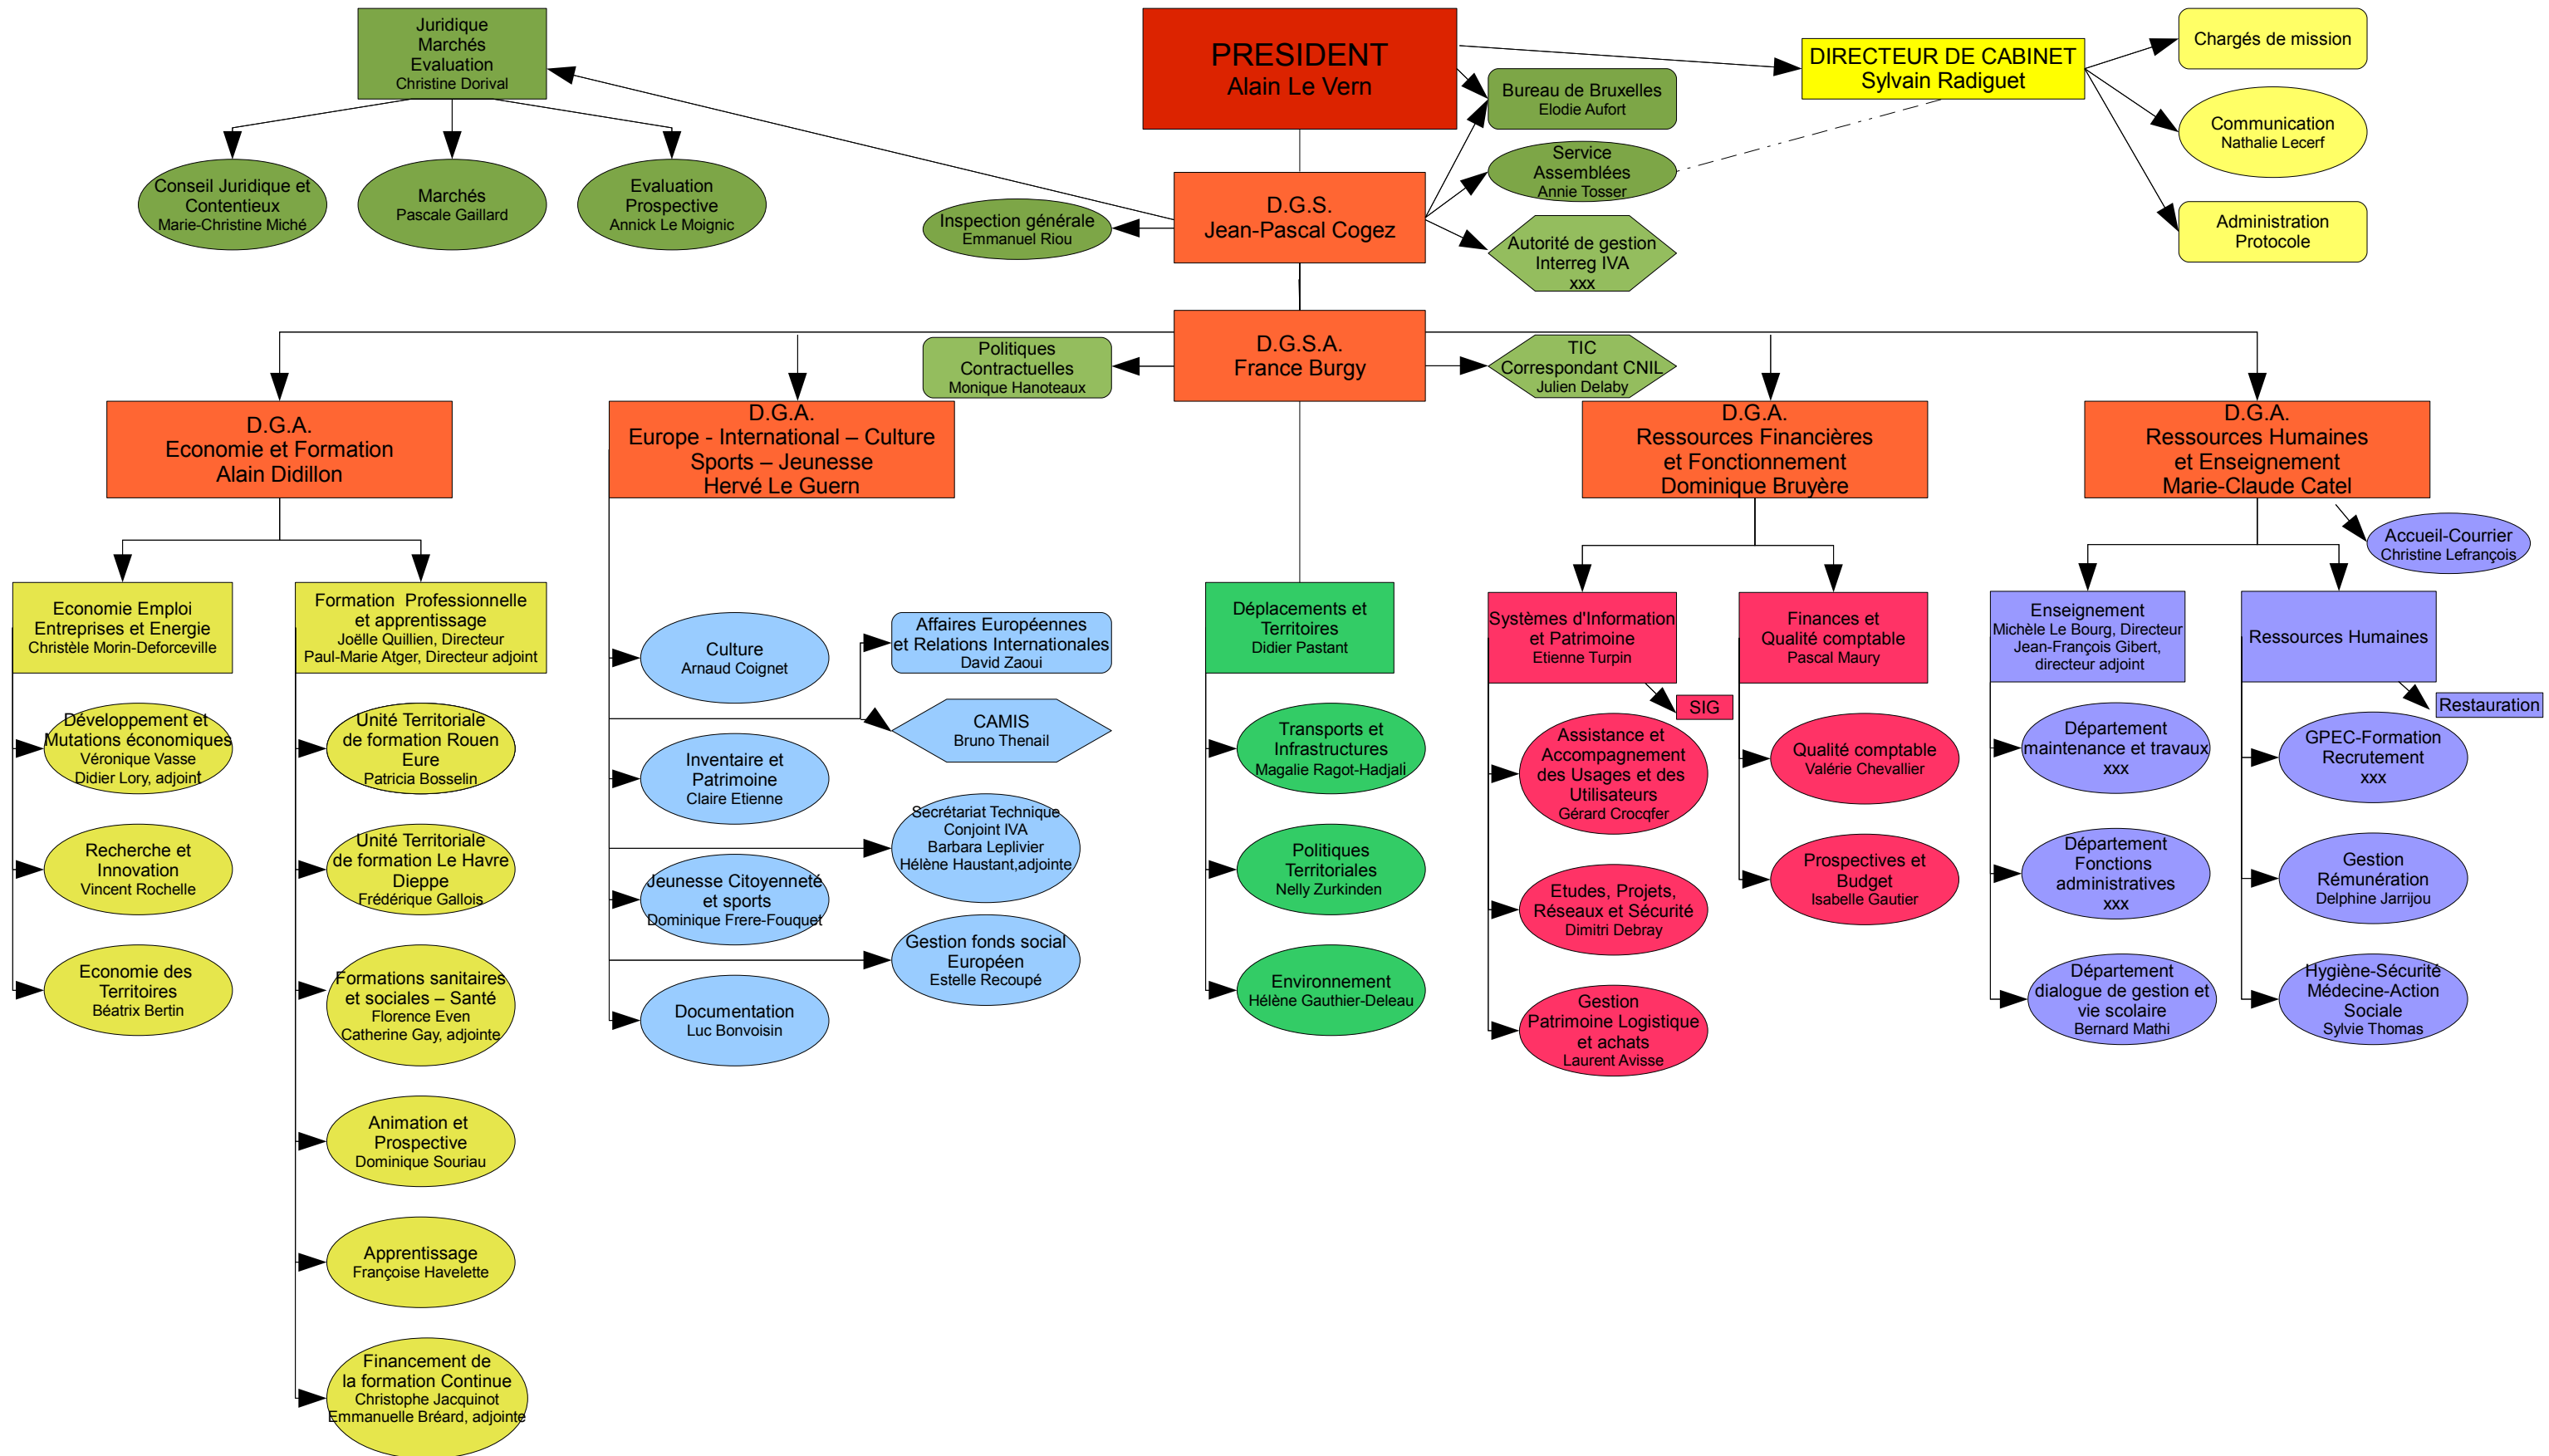 Juridique
Marchés
Evaluation
Christine Dorival
PRESIDENT
Alain Le Vern
DIRECTEUR DE CABINET
Sylvain Radiguet
Chargés de mission
Bureau de Bruxelles
Elodie Aufort
Communication
Nathalie Lecerf
Conseil Juridique et
Contentieux
Marie-Christine Miché
Marchés
Pascale Gaillard
Evaluation
Prospective
Annick Le Moignic
Inspection générale
Emmanuel Riou
D.G.S.
Jean-Pascal Cogez
Service
Assemblées
Annie Tosser
Autorité de gestion
Interreg IVA
xxx
Administration
Protocole
Politiques
Contractuelles
Monique Hanoteaux
D.G.S.A.
France Burgy
TIC
Correspondant CNIL
Julien Delaby
D.G.A.
Economie et Formation
Alain Didillon
D.G.A.
Europe - International – Culture
Sports – Jeunesse
Hervé Le Guern
D.G.A.
Ressources Financières
et Fonctionnement
Dominique Bruyère
D.G.A.
Ressources Humaines
et Enseignement
Marie-Claude Catel
Accueil-Courrier
Christine Lefrançois
Economie Emploi
Entreprises et Energie
Christèle Morin-Deforceville
Formation  Professionnelle
et apprentissage
Joëlle Quillien, Directeur
Paul-Marie Atger, Directeur adjoint
Culture
Arnaud Coignet
Affaires Européennes
et Relations Internationales
David Zaoui
Déplacements et
Territoires
Didier Pastant
Systèmes d'Information
et Patrimoine
Etienne Turpin
Finances et
Qualité comptable
Pascal Maury
Enseignement
Michèle Le Bourg, Directeur
Jean-François Gibert,
directeur adjoint
Ressources Humaines
SIG
Restauration
Développement et
Mutations économiques
Véronique Vasse
Didier Lory, adjoint
Unité Territoriale
de formation Rouen
Eure
Patricia Bosselin
CAMIS
Bruno Thenail
Inventaire et
Patrimoine
Claire Etienne
Transports et
Infrastructures
Magalie Ragot-Hadjali
Assistance et
Accompagnement
des Usages et des
Utilisateurs
Gérard Crocqfer
Qualité comptable
Valérie Chevallier
Département
maintenance et travaux
xxx
GPEC-Formation
Recrutement
xxx
Recherche et
Innovation
Vincent Rochelle
Unité Territoriale
de formation Le Havre
Dieppe
Frédérique Gallois
Secrétariat Technique
Conjoint IVA
Barbara Leplivier
Hélène Haustant,adjointe
Jeunesse Citoyenneté
et sports
Dominique Frere-Fouquet
Politiques
Territoriales
Nelly Zurkinden
Etudes, Projets,
Réseaux et Sécurité
Dimitri Debray
Prospectives et
Budget
Isabelle Gautier
Département
Fonctions
administratives
xxx
Gestion
Rémunération
Delphine Jarrijou
Economie des
Territoires
Béatrix Bertin
Formations sanitaires
et sociales – Santé
Florence Even
Catherine Gay, adjointe
Gestion fonds social
Européen
Estelle Recoupé
Documentation
Luc Bonvoisin
Environnement
Hélène Gauthier-Deleau
Gestion
Patrimoine Logistique
et achats
Laurent Avisse
Département
dialogue de gestion et
vie scolaire
Bernard Mathi
Hygiène-Sécurité
Médecine-Action
Sociale
Sylvie Thomas
Animation et
Prospective
Dominique Souriau
Apprentissage
Françoise Havelette
Financement de
la formation Continue
Christophe Jacquinot
Emmanuelle Bréard, adjointe